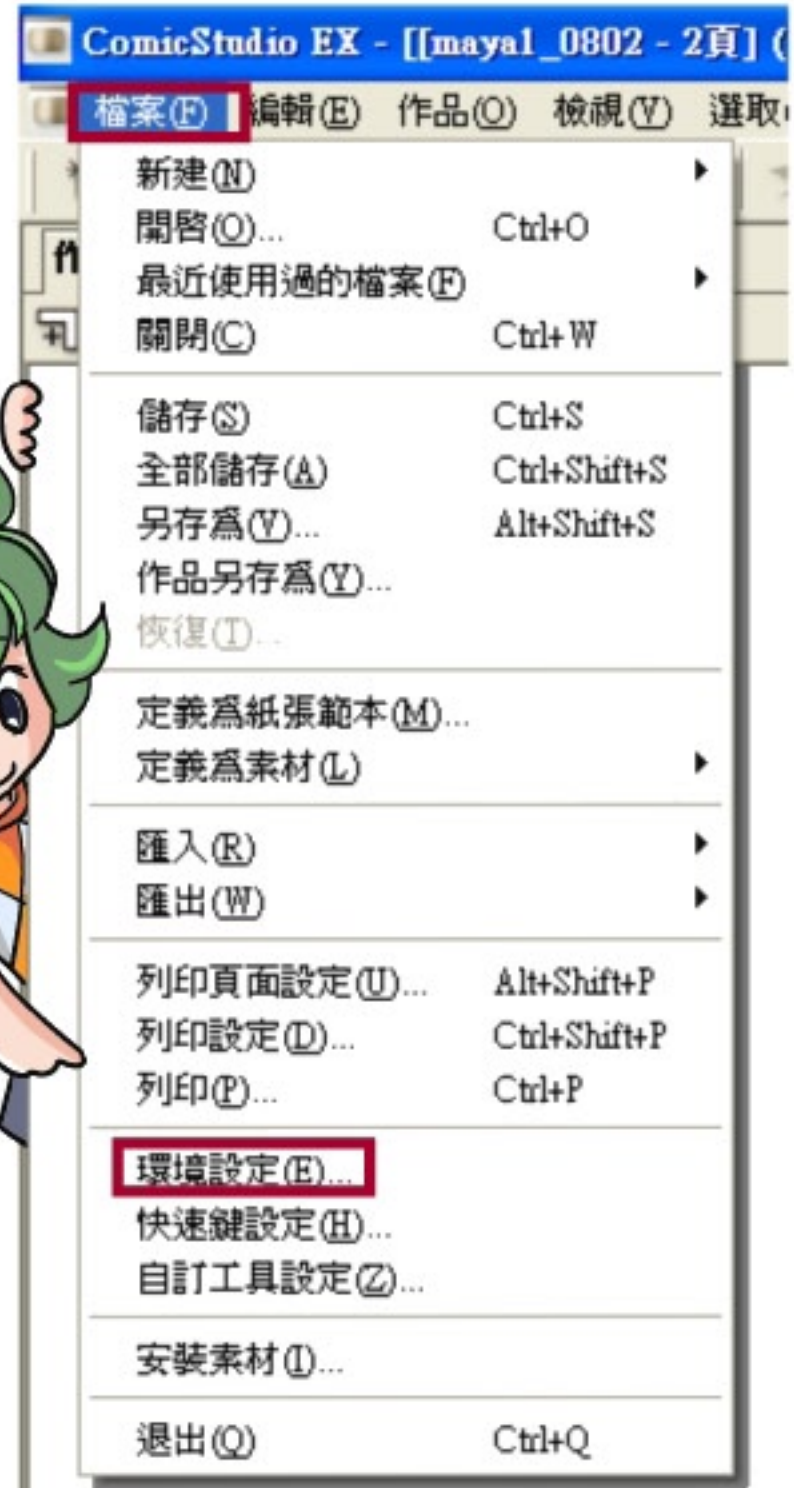 ComicStudio EX - [[maya1_0802 - 2頁] (
檔案(F) 編輯(E) 作品(O) 檢視(V) 選取
新建(N)
開啓(O)... Ctrl+O
最近使用過的檔案(F)
關閉(C) Ctrl+W
儲存(S) Ctrl+S
全部儲存(A) Ctrl+Shift+S
另存爲(V)... Alt+Shift+S
作品另存爲(Y)...
恢復(T)...
定義爲紙張範本(M)...
定義爲素材(L)
匯入(R)
匯出(W)
列印頁面設定(U)... Alt+Shift+P
列印設定(D)... Ctrl+Shift+P
列印(P)... Ctrl+P
環境設定(E)...
快速鍵設定(H)...
自訂工具設定(Z)...
安裝素材(I)...
退出(Q) Ctrl+Q